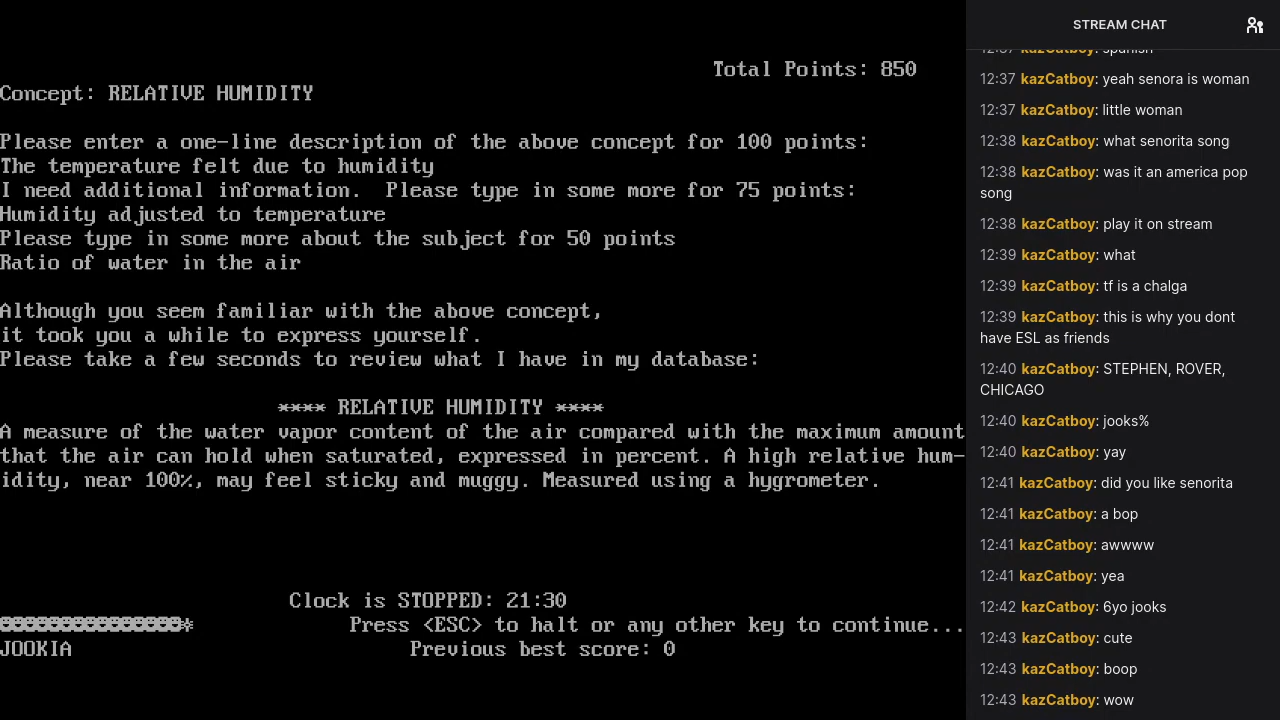 Total Points: 850
Concept: RELATIVE HUMIDITY
Please enter a one-line description of the above concept for 100 points:
The temperature felt due to humidity
I need additional information.  Please type in some more for 75 points:
Humidity adjusted to temperature
Please type in some more about the subject for 50 points
Ratio of water in the air
Although you seem familiar with the above concept,
it took you a while to express yourself.
Please take a few seconds to review what I have in my database:
**** RELATIVE HUMIDITY ****
A measure of the water vapor content of the air compared with the maximum amount
that the air can hold when saturated, expressed in percent. A high relative hum-
idity, near 100%, may feel sticky and muggy. Measured using a hygrometer.
Clock is STOPPED: 21:30
Press <ESC> to halt or any other key to continue...
JOOKIA
Previous best score: 0
STREAM CHAT
12:37 kazCatboy: spanish
12:37 kazCatboy: yeah senora is woman
12:37 kazCatboy: little woman
12:38 kazCatboy: what senorita song
12:38 kazCatboy: was it an america pop
song
12:38 kazCatboy: play it on stream
12:39 kazCatboy: what
12:39 kazCatboy: tf is a chalga
12:39 kazCatboy: this is why you dont
have ESL as friends
12:40 kazCatboy: STEPHEN, ROVER,
CHICAGO
12:40 kazCatboy: jooks%
12:40 kazCatboy: yay
12:41 kazCatboy: did you like senorita
12:41 kazCatboy: a bop
12:41 kazCatboy: awwww
12:41 kazCatboy: yea
12:42 kazCatboy: 6yo jooks
12:43 kazCatboy: cute
12:43 kazCatboy: boop
12:43 kazCatboy: wow